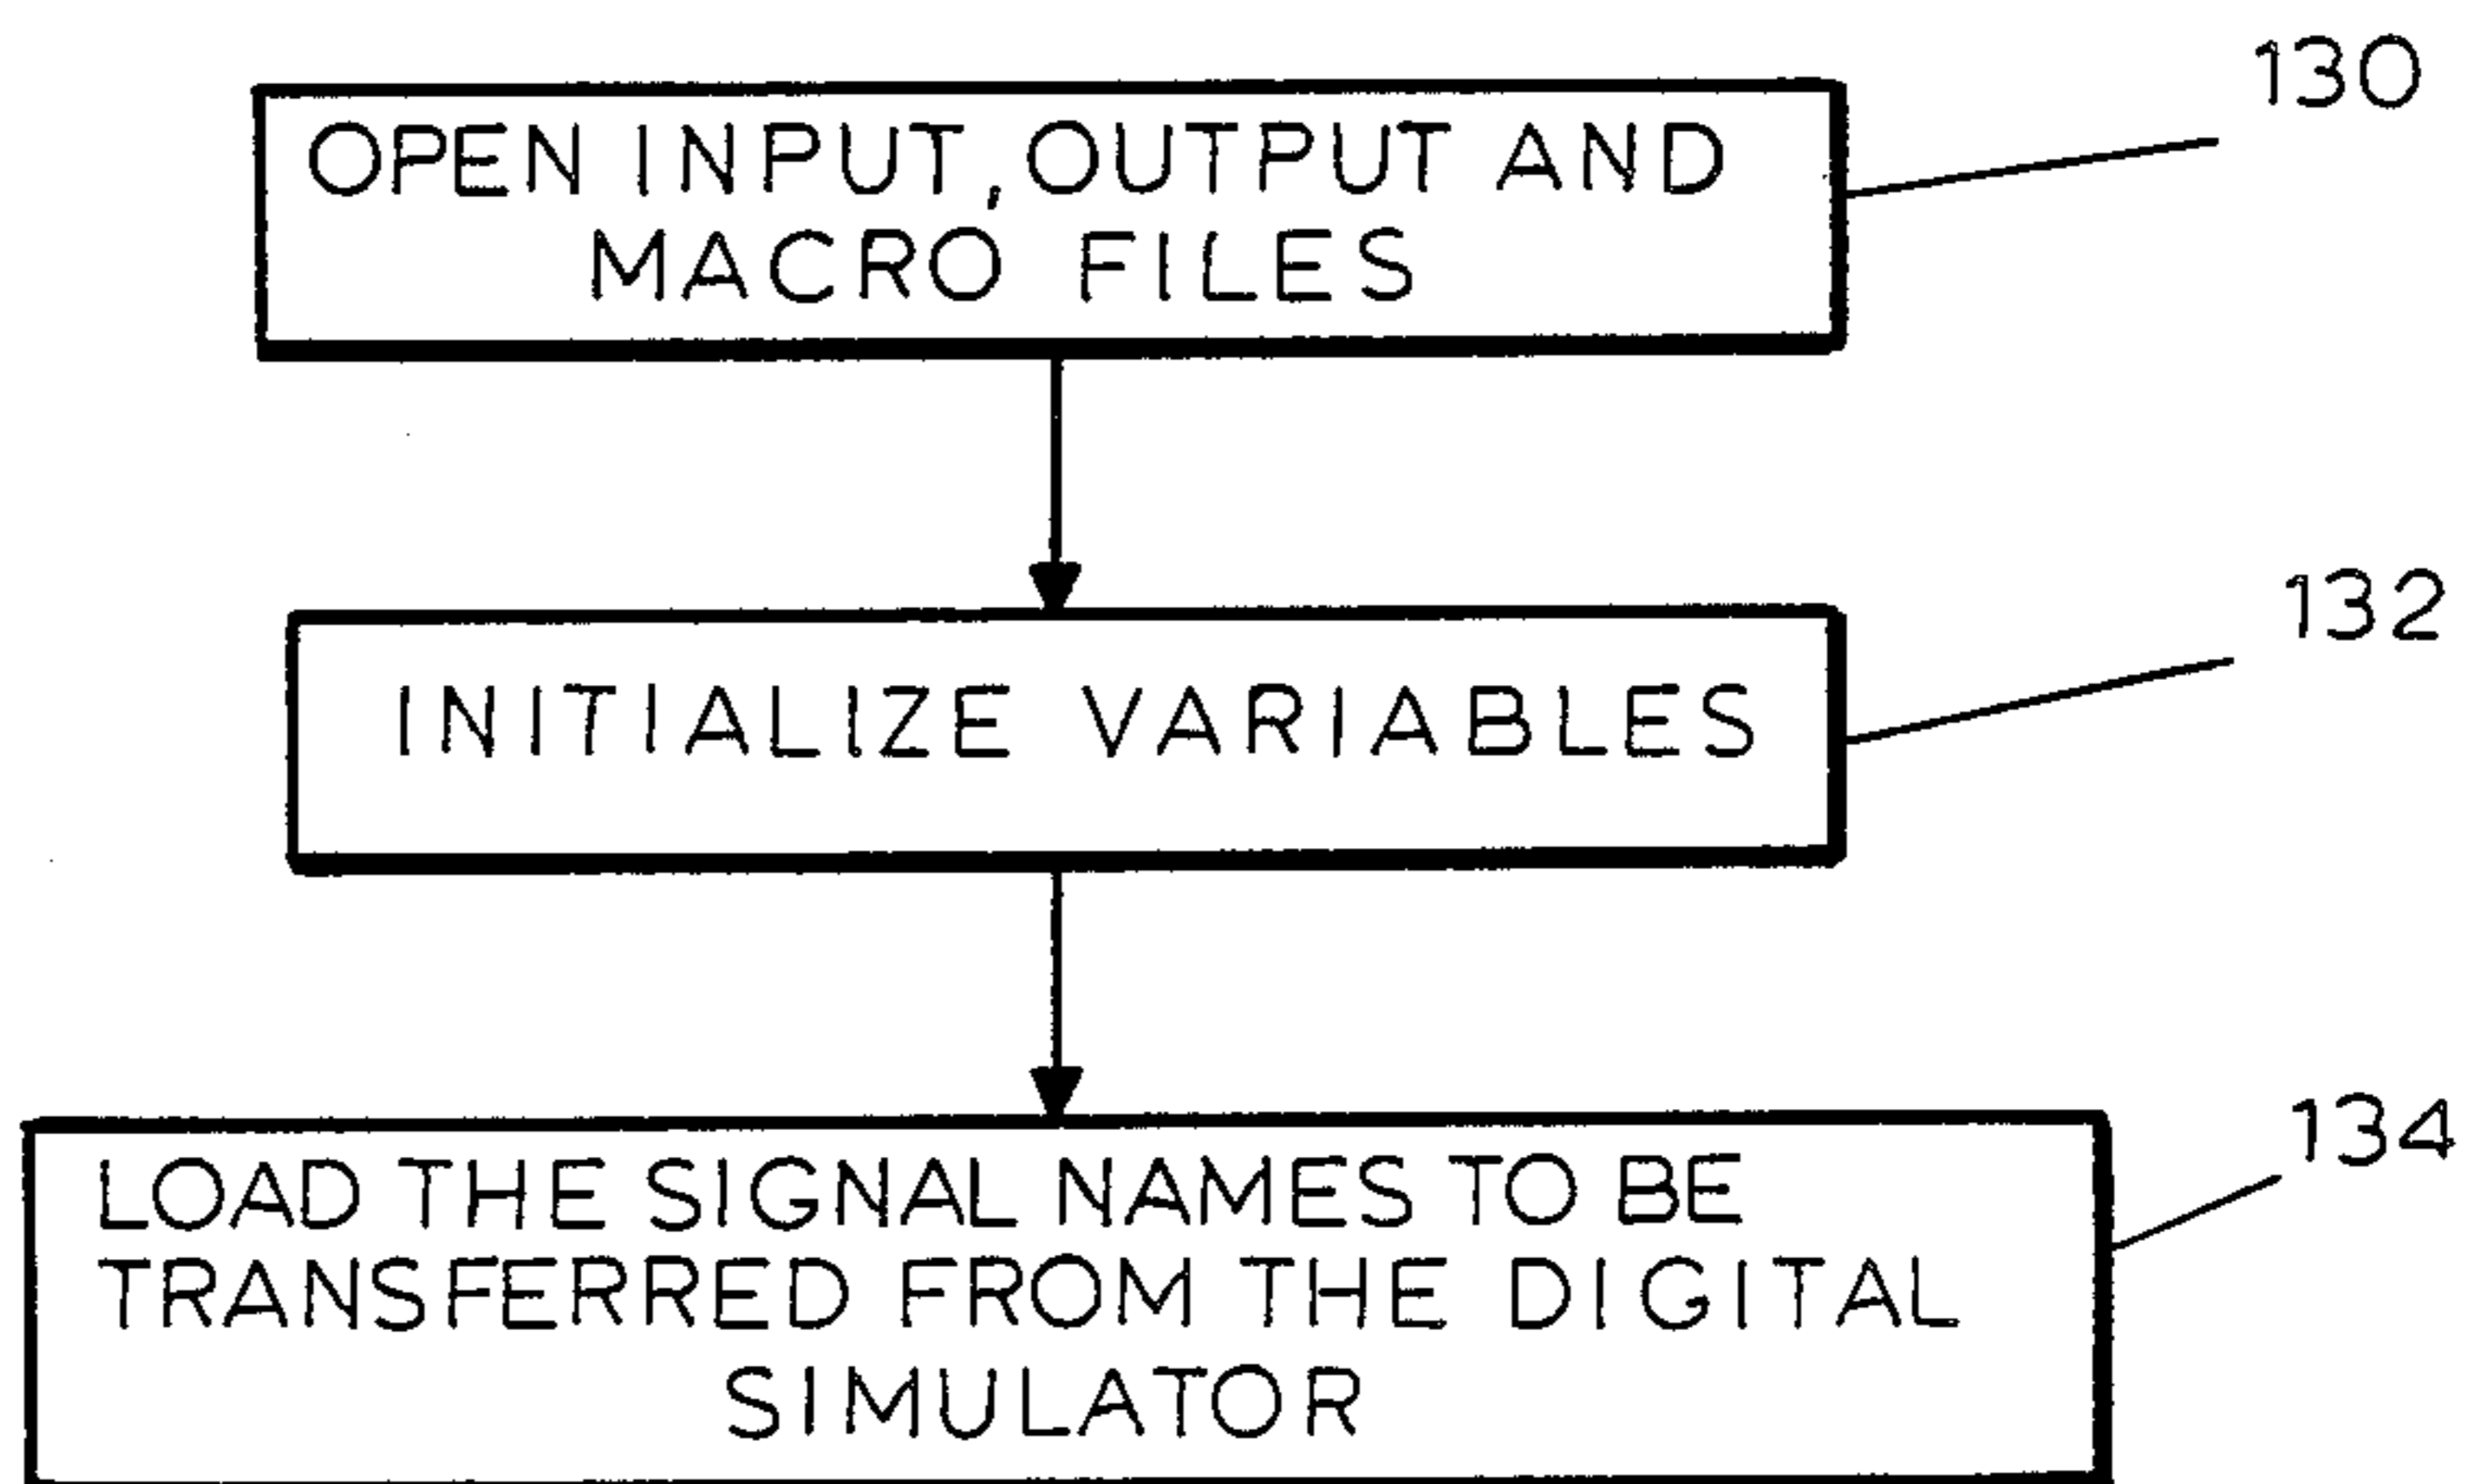 130
OPEN INPUT, OUTPUT AND
MACRO FILES
132
INITIALIZE VARIABLES
134
LOAD THE SIGNAL NAMES TO BE
TRANSFERRED FROM THE DIGITAL
SIMULATOR